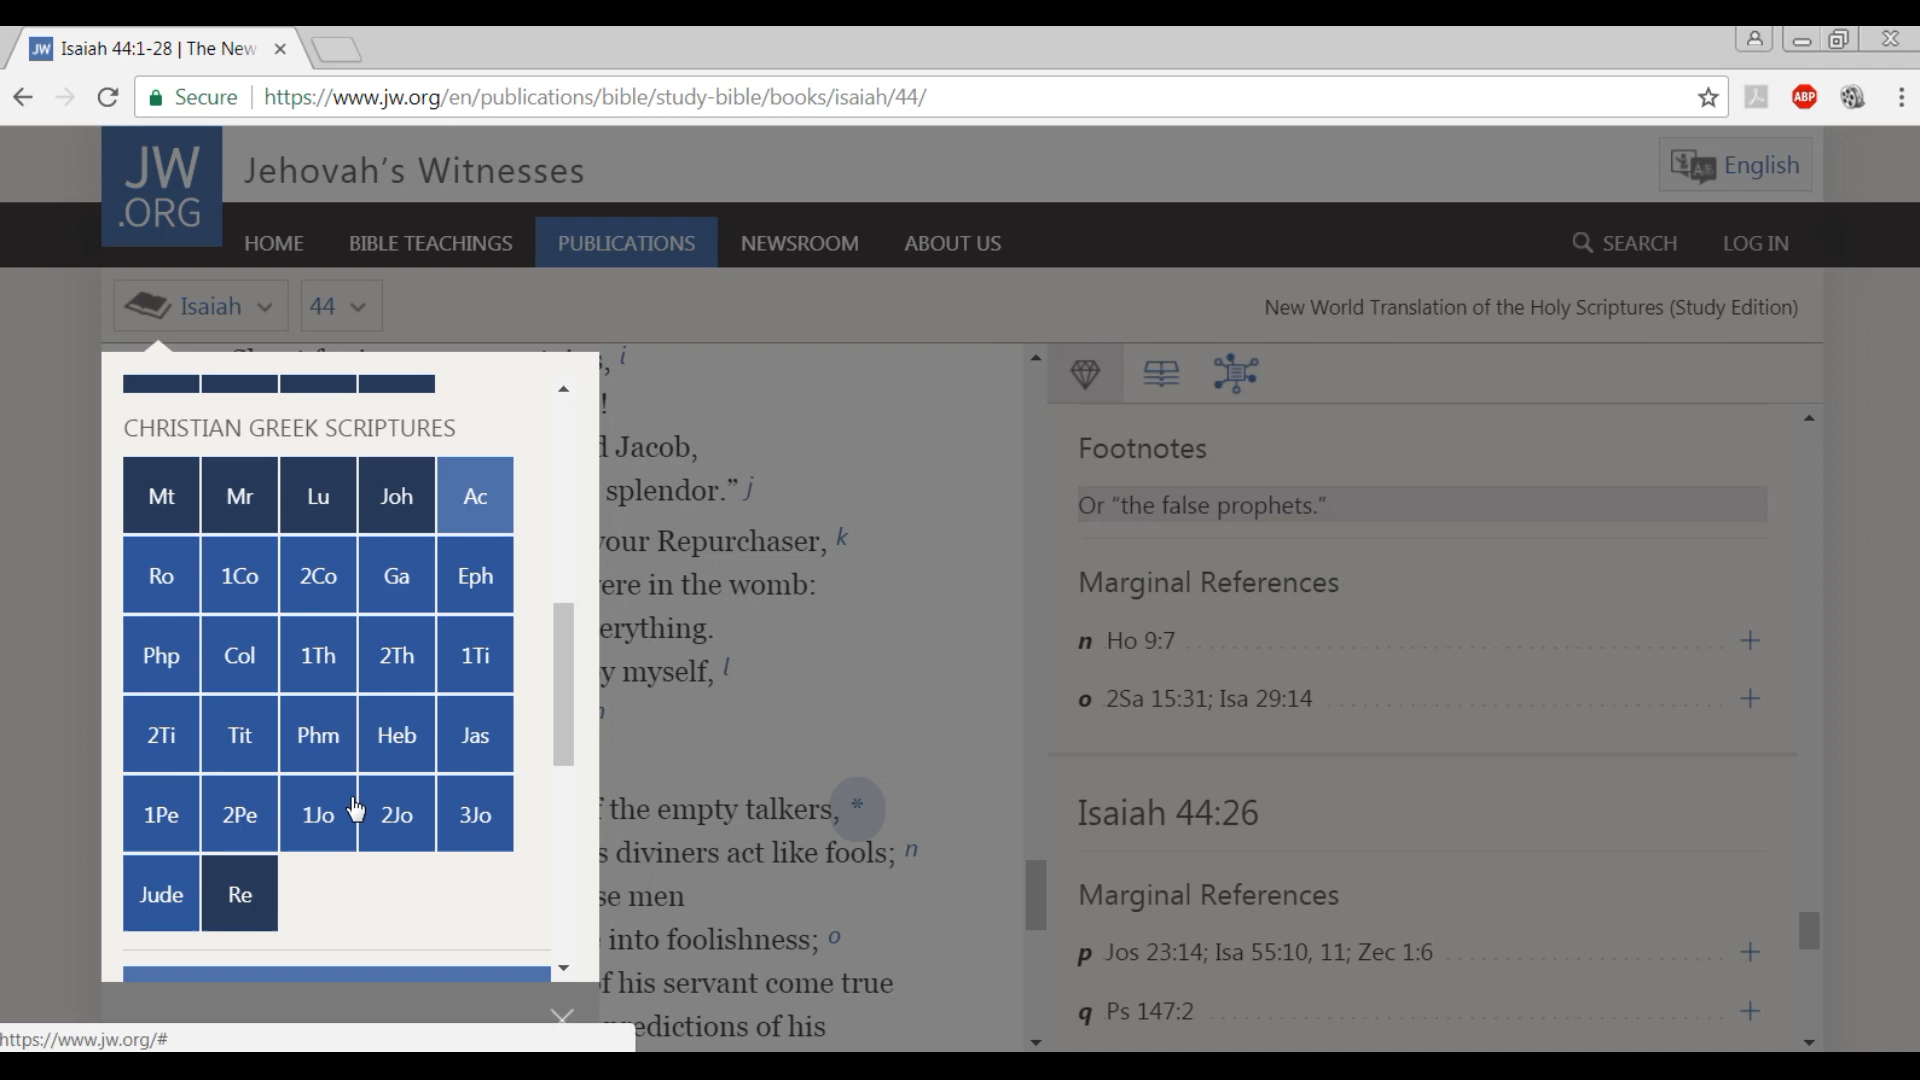 JW Isaiah 44:1-28 | The New
Secure https://www.jw.org/en/publications/bible/study-bible/books/isaiah/44/
ABP
JW
.ORG
Jehovah's Witnesses
English
HOME BIBLE TEACHINGS PUBLICATIONS NEWSROOM ABOUT US SEARCH LOG IN
Isaiah 44
New World Translation of the Holy Scriptures (Study Edition)
CHRISTIAN GREEK SCRIPTURES
Mt Mr Lu Joh Ac
Ro 1Co 2Co Ga Eph
Php Col 1Th 2Th 1Ti
2Ti Tit Phm Heb Jas
1Pe 2Pe 1Jo 2Jo 3Jo
Jude Re
, i
!
Jacob,
splendor.” j
your Repurchaser, k
ere in the womb:
erything.
y myself, l
f the empty talkers, *
s diviners act like fools; n
se men
into foolishness; o
f his servant come true
redictions of his
Footnotes
Or “the false prophets.”
Marginal References
n Ho 9:7 +
o 2Sa 15:31; Isa 29:14 +
Isaiah 44:26
Marginal References
p Jos 23:14; Isa 55:10, 11; Zec 1:6 +
q Ps 147:2 +
https://www.jw.org/#